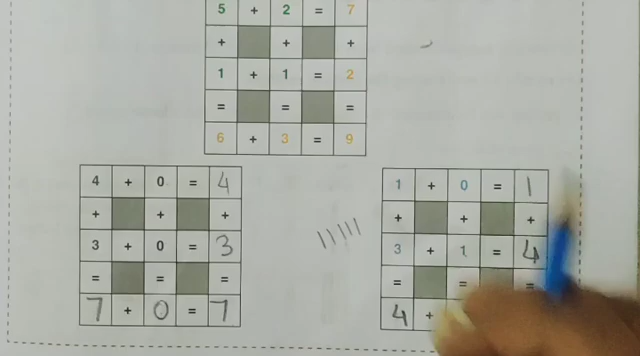 5 + 2 = 7
+ + +
1 + 1 = 2
= = =
6 + 3 = 9
4 + 0 = 4
+ + +
3 + 0 = 3
= = =
7 + 0 = 7
1 + 0 = 1
+ + +
3 + 1 = 4
= = =
4 +